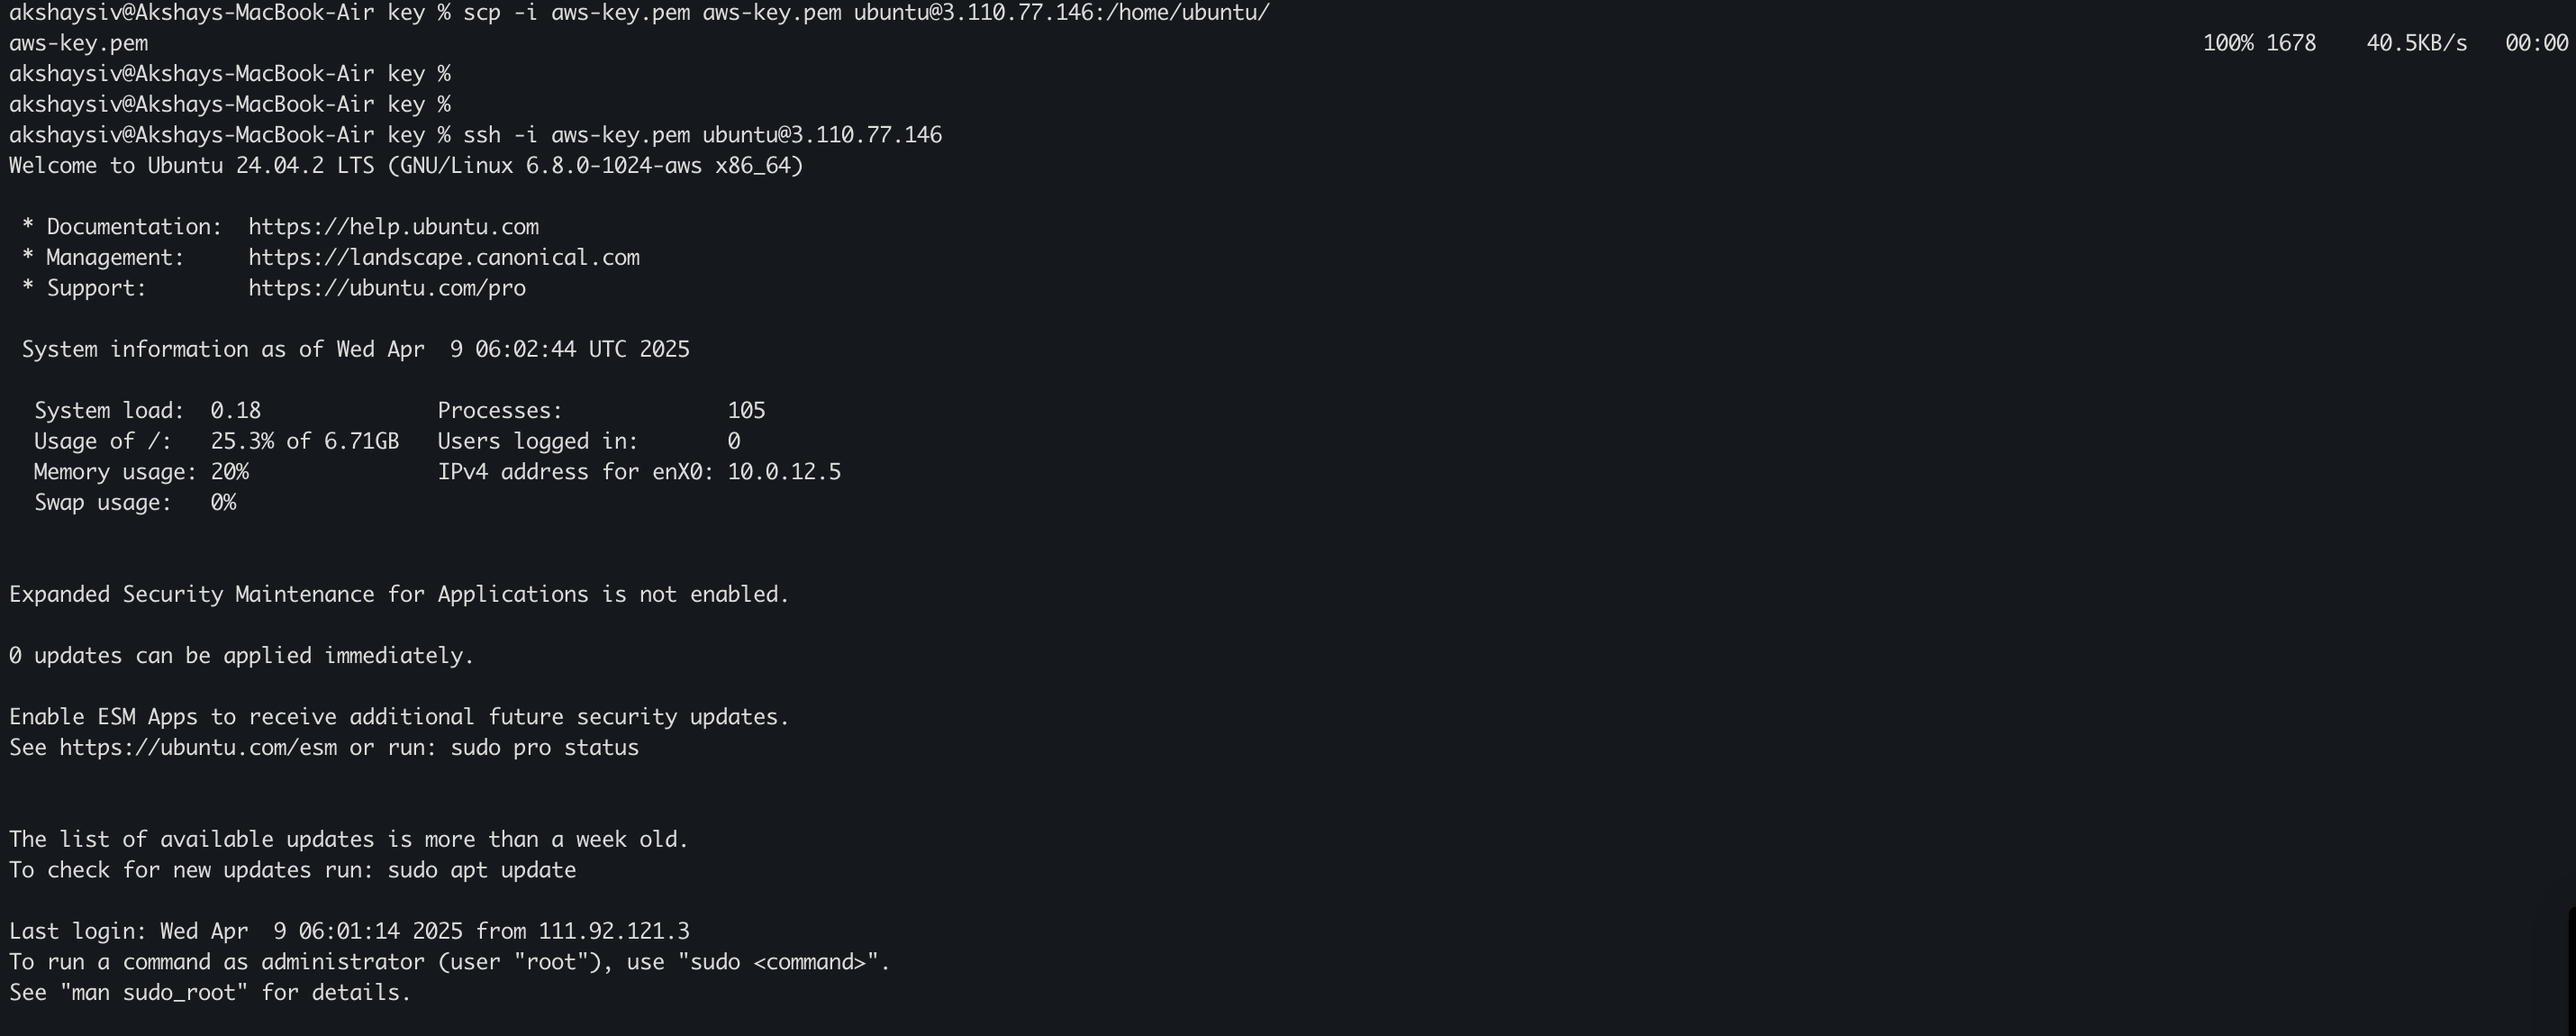 akshaysiv@Akshays-MacBook-Air key % scp -i aws-key.pem aws-key.pem ubuntu@3.110.77.146:/home/ubuntu/
aws-key.pem 100% 1678 40.5KB/s 00:00
akshaysiv@Akshays-MacBook-Air key %
akshaysiv@Akshays-MacBook-Air key %
akshaysiv@Akshays-MacBook-Air key % ssh -i aws-key.pem ubuntu@3.110.77.146
Welcome to Ubuntu 24.04.2 LTS (GNU/Linux 6.8.0-1024-aws x86_64)
* Documentation: https://help.ubuntu.com
* Management: https://landscape.canonical.com
* Support: https://ubuntu.com/pro
System information as of Wed Apr 9 06:02:44 UTC 2025
System load: 0.18 Processes: 105
Usage of /: 25.3% of 6.71GB Users logged in: 0
Memory usage: 20% IPv4 address for enX0: 10.0.12.5
Swap usage: 0%
Expanded Security Maintenance for Applications is not enabled.
0 updates can be applied immediately.
Enable ESM Apps to receive additional future security updates.
See https://ubuntu.com/esm or run: sudo pro status
The list of available updates is more than a week old.
To check for new updates run: sudo apt update
Last login: Wed Apr 9 06:01:14 2025 from 111.92.121.3
To run a command as administrator (user "root"), use "sudo <command>".
See "man sudo_root" for details.